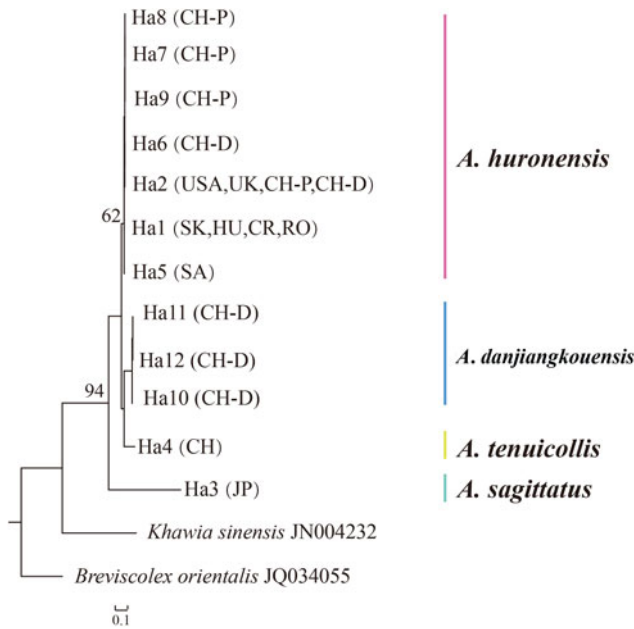 Ha8 (CH-P)
Ha7 (CH-P)
Ha9 (CH-P)
Ha6 (CH-D)
A. huronensis
Ha2 (USA,UK,CH-P,CH-D)
62
Ha1 (SK,HU,CR,RO)
Ha5 (SA)
Ha11 (CH-D)
Ha12 (CH-D)
A. danjiangkouensis
94
Ha10 (CH-D)
Ha4 (CH)
A. tenuicollis
Ha3 (JP)
A. sagittatus
Khawia sinensis JN004232
Breviscolex orientalis JQ034055
0.1